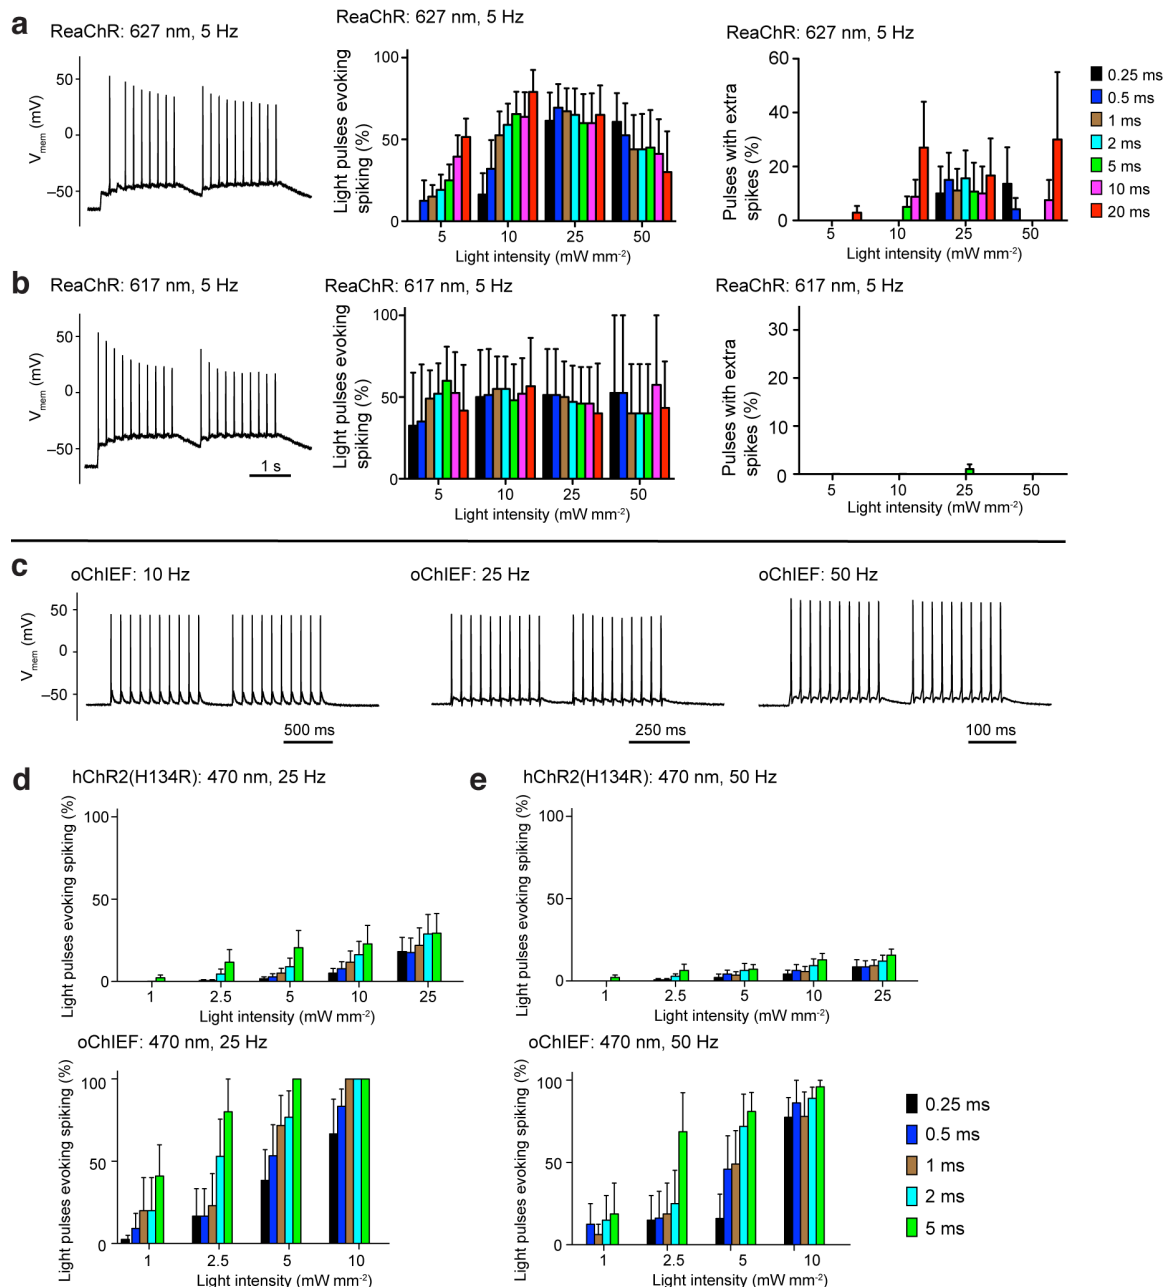 a
ReaChR: 627 nm, 5 Hz
V_mem (mV)
50
0
–50
ReaChR: 627 nm, 5 Hz
Light pulses evoking
spiking (%)
100
50
0
5 10 25 50
Light intensity (mW mm⁻²)
ReaChR: 627 nm, 5 Hz
Pulses with extra
spikes (%)
60
40
20
0
5 10 25 50
Light intensity (mW mm⁻²)
0.25 ms
0.5 ms
1 ms
2 ms
5 ms
10 ms
20 ms
b
ReaChR: 617 nm, 5 Hz
V_mem (mV)
50
0
–50
1 s
ReaChR: 617 nm, 5 Hz
Light pulses evoking
spiking (%)
100
50
0
5 10 25 50
Light intensity (mW mm⁻²)
ReaChR: 617 nm, 5 Hz
Pulses with extra
spikes (%)
30
20
10
0
5 10 25 50
Light intensity (mW mm⁻²)
c
oChIEF: 10 Hz
V_mem (mV)
50
0
–50
500 ms
oChIEF: 25 Hz
250 ms
oChIEF: 50 Hz
100 ms
d
hChR2(H134R): 470 nm, 25 Hz
Light pulses evoking spiking (%)
100
50
0
1 2.5 5 10 25
Light intensity (mW mm⁻²)
oChIEF: 470 nm, 25 Hz
Light pulses evoking spiking (%)
100
50
0
1 2.5 5 10
Light intensity (mW mm⁻²)
e
hChR2(H134R): 470 nm, 50 Hz
Light pulses evoking spiking (%)
100
50
0
1 2.5 5 10 25
Light intensity (mW mm⁻²)
oChIEF: 470 nm, 50 Hz
Light pulses evoking spiking (%)
100
50
0
1 2.5 5 10
Light intensity (mW mm⁻²)
0.25 ms
0.5 ms
1 ms
2 ms
5 ms